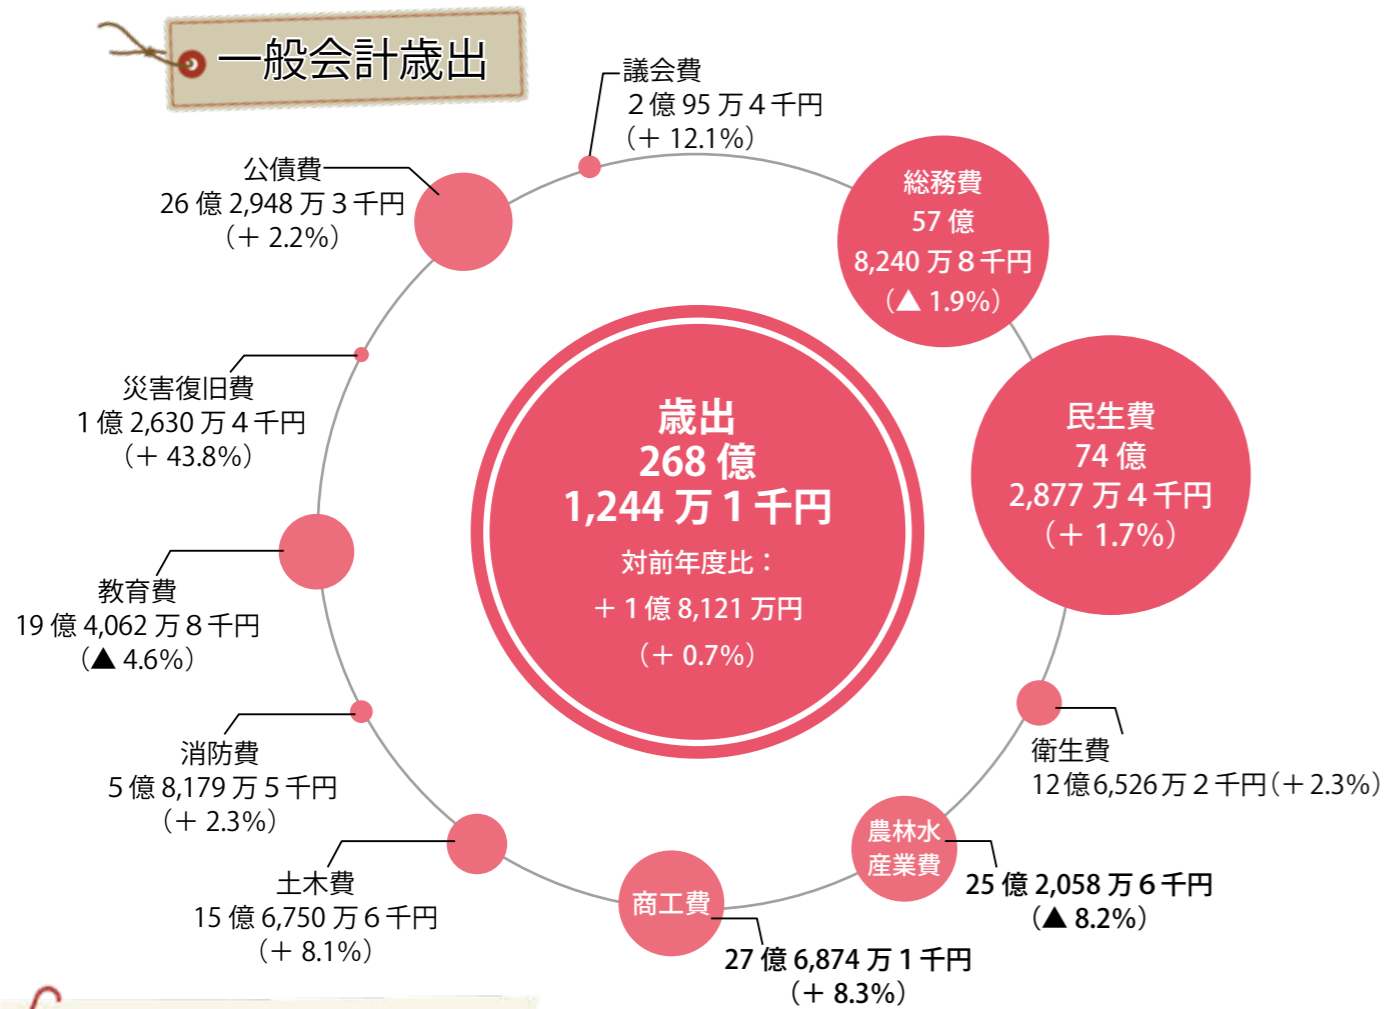 一般会計歳出
議会費
2億95万4千円
（＋12.1%）
総務費
57億
8,240万8千円
（▲1.9%）
民生費
74億
2,877万4千円
（＋1.7%）
衛生費
12億6,526万2千円（＋2.3%）
農林水
産業費
25億2,058万6千円
（▲8.2%）
商工費
27億6,874万1千円
（＋8.3%）
土木費
15億6,750万6千円
（＋8.1%）
消防費
5億8,179万5千円
（＋2.3%）
教育費
19億4,062万8千円
（▲4.6%）
災害復旧費
1億2,630万4千円
（＋43.8%）
公債費
26億2,948万3千円
（＋2.2%）
歳出
268億
1,244万1千円
対前年度比：
＋1億8,121万円
（＋0.7%）